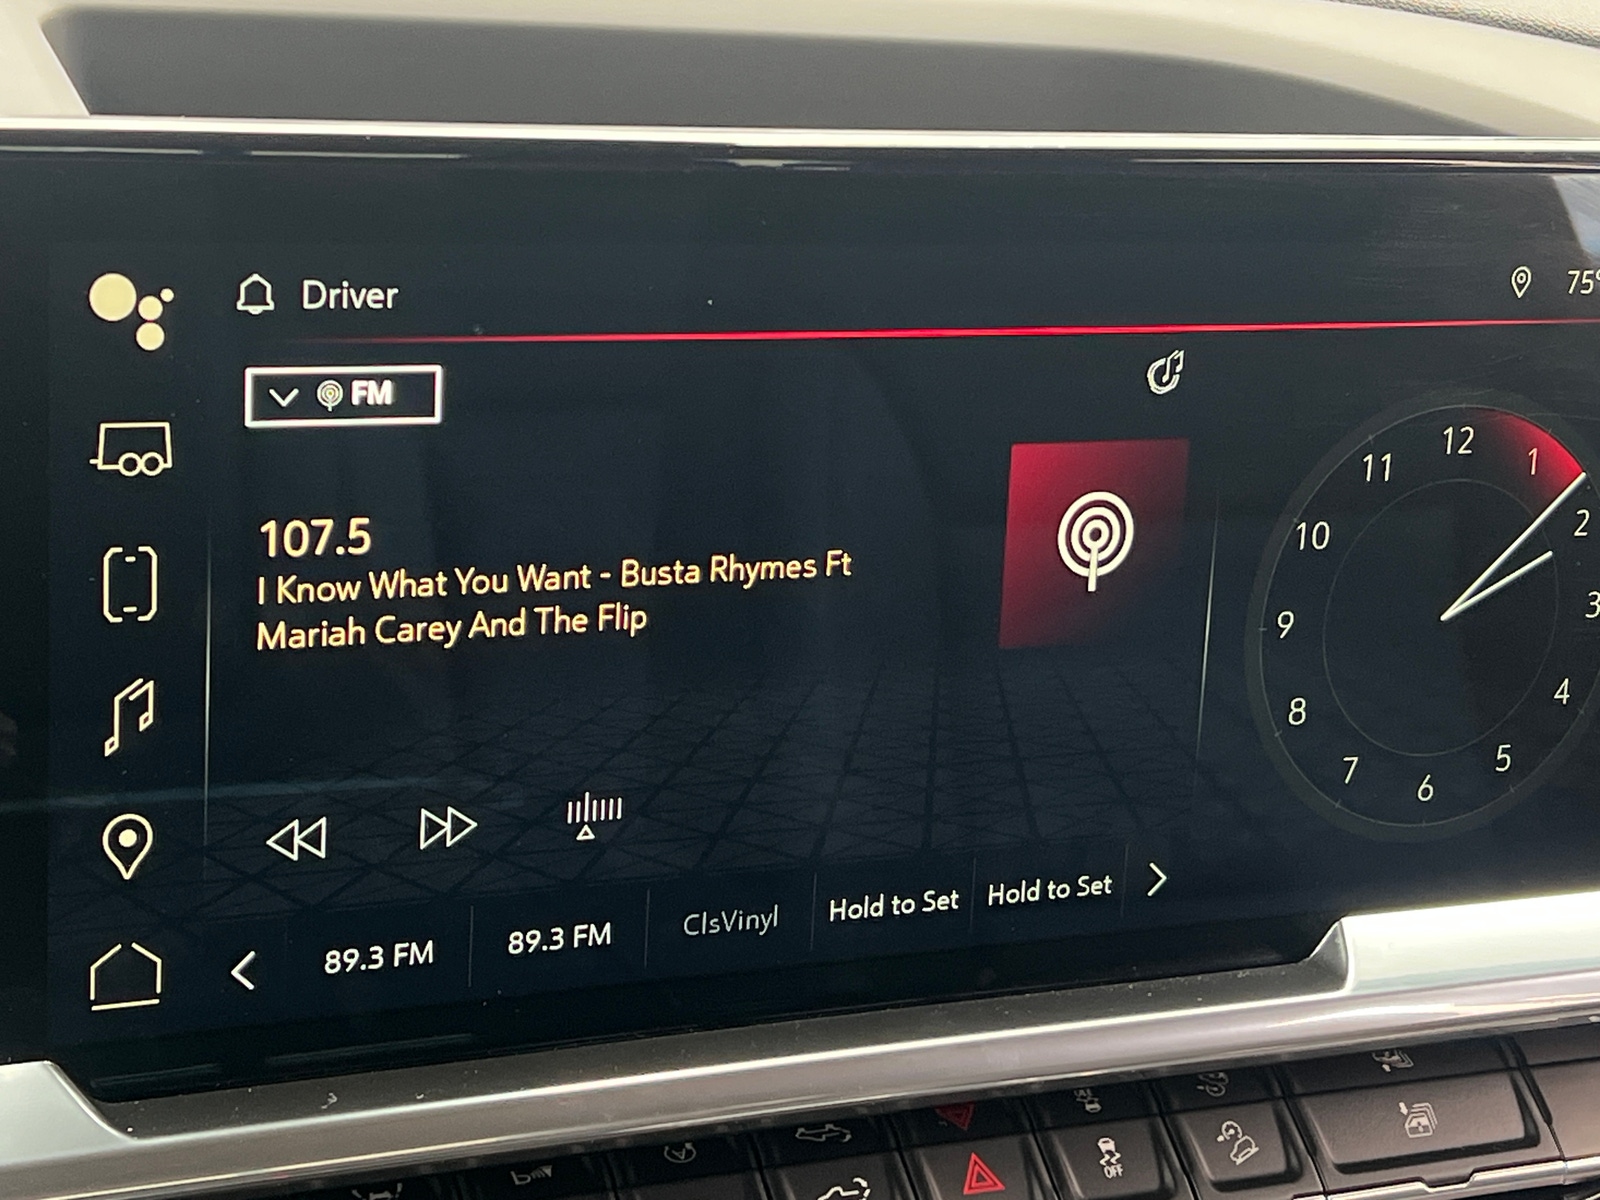 Driver
75°
FM
107.5
I Know What You Want - Busta Rhymes Ft
Mariah Carey And The Flip
12
11
1
10
2
9
3
8
4
7
5
6
89.3 FM
89.3 FM
ClsVinyl
Hold to Set
Hold to Set
OFF